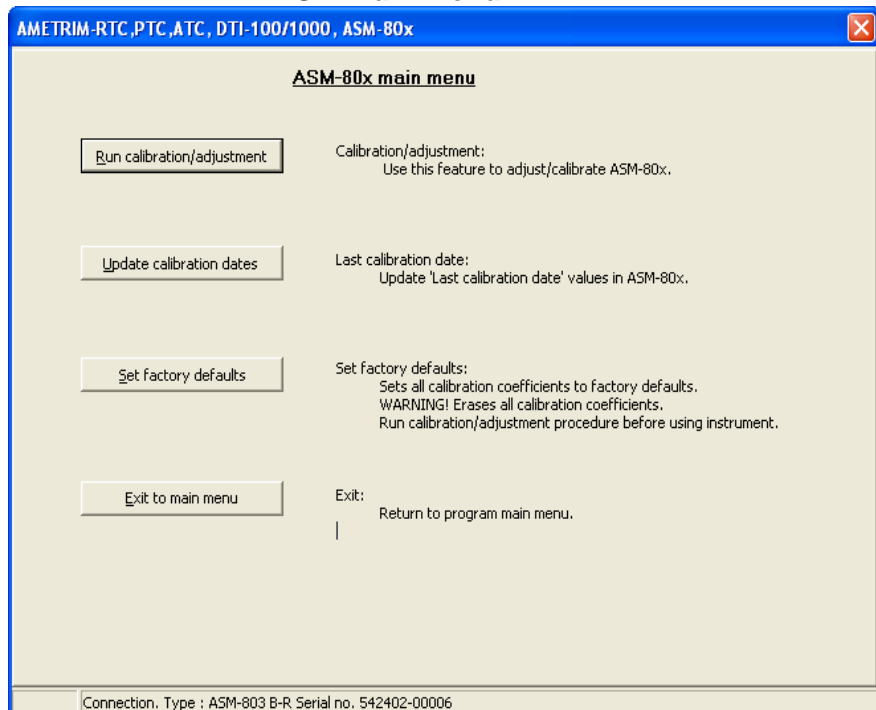 AMETRIM-RTC,PTC,ATC, DTI-100/1000, ASM-80x
ASM-80x main menu
Run calibration/adjustment
Calibration/adjustment:
Use this feature to adjust/calibrate ASM-80x.
Update calibration dates
Last calibration date:
Update 'Last calibration date' values in ASM-80x.
Set factory defaults
Set factory defaults:
Sets all calibration coefficients to factory defaults.
WARNING! Erases all calibration coefficients.
Run calibration/adjustment procedure before using instrument.
Exit to main menu
Exit:
Return to program main menu.
Connection. Type : ASM-803 B-R Serial no. 542402-00006